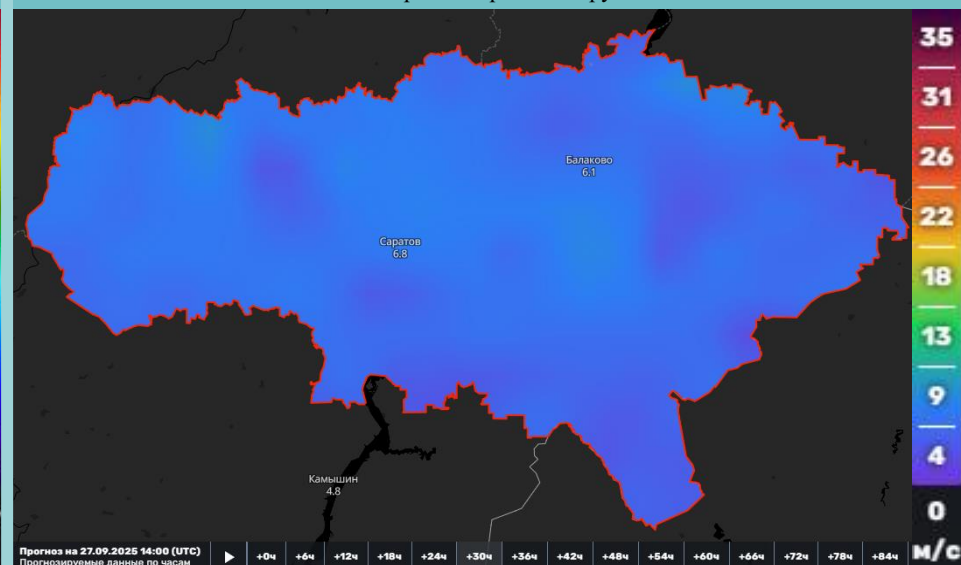 35
31
26
22
18
13
9
4
0
м/с
Балаково
6.1
Саратов
6.8
Камышин
4.8
Прогноз на 27.09.2025 14:00 (UTC)
Прогнозируемые данные по часам
+0ч +6ч +12ч +18ч +24ч +30ч +36ч +42ч +48ч +54ч +60ч +66ч +72ч +78ч +84ч